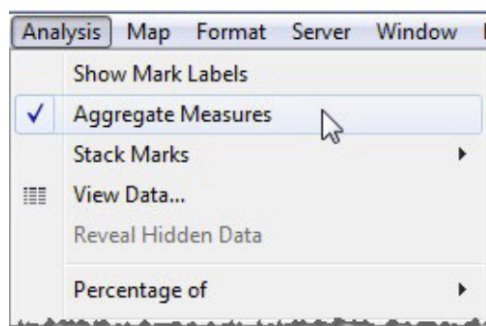 Analysis Map Format Server Window
Show Mark Labels
Aggregate Measures
Stack Marks
View Data...
Reveal Hidden Data
Percentage of